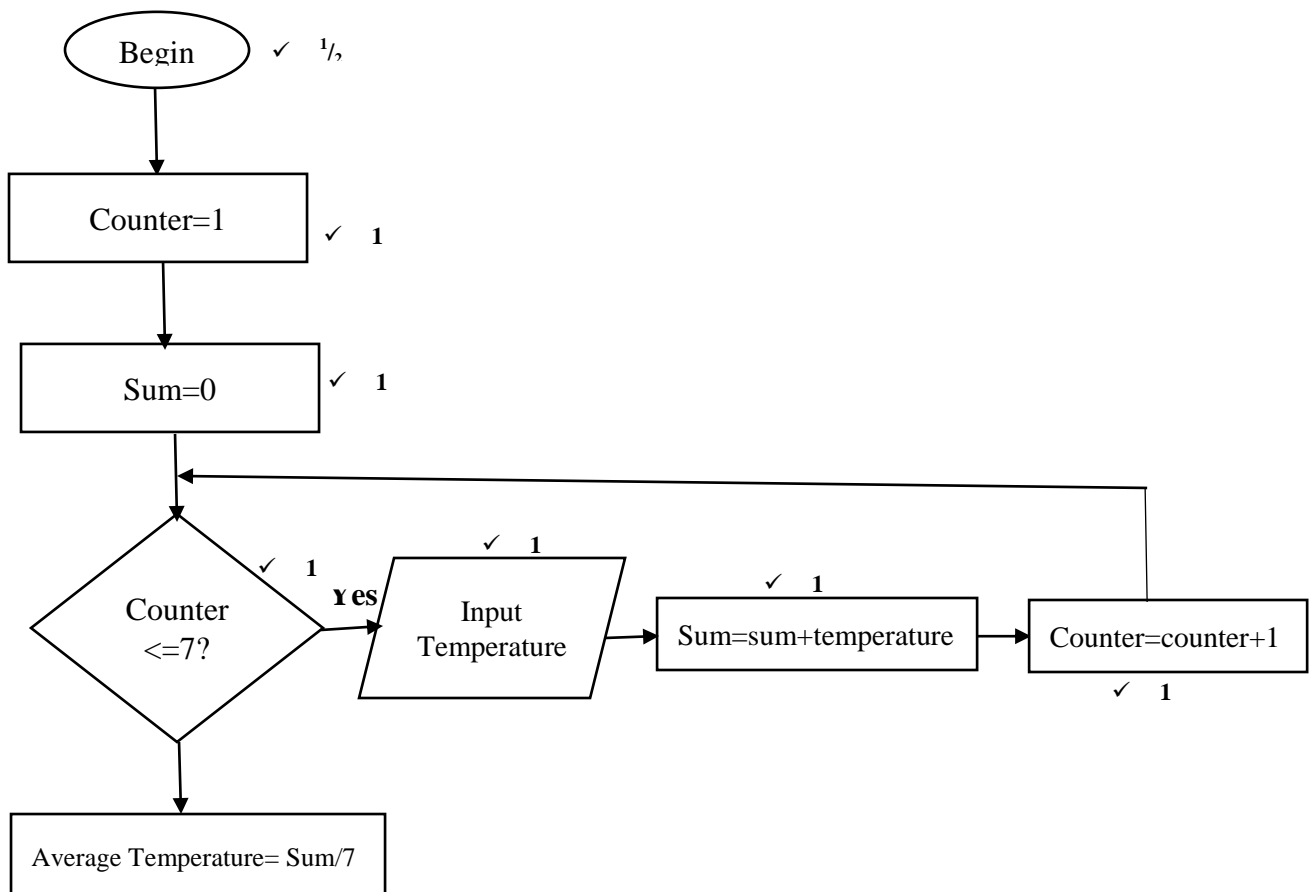 Begin ✓ ½
Counter=1
✓ 1
Sum=0 ✓ 1
✓ 1
Counter
<=7?
Yes
✓ 1
Input
Temperature
✓ 1
Sum=sum+temperature
Counter=counter+1
✓ 1
Average Temperature= Sum/7